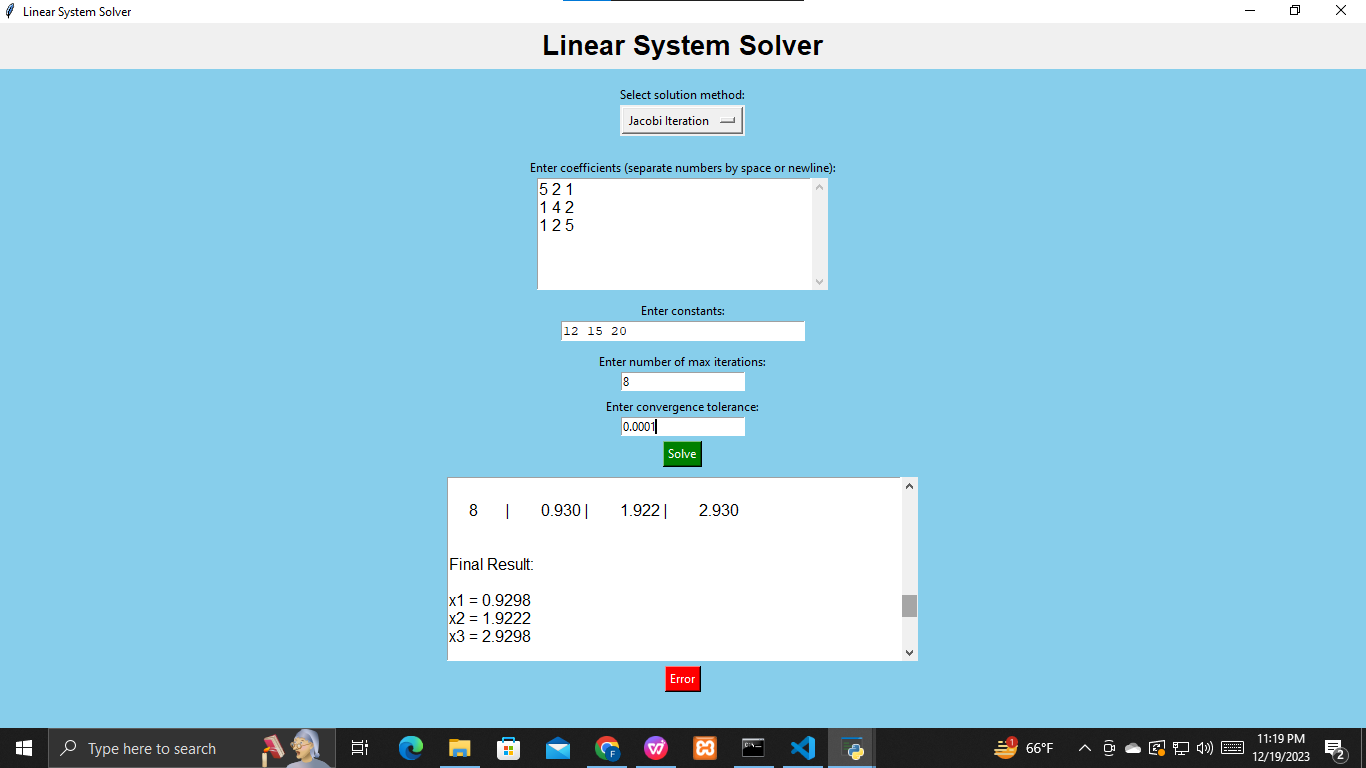 Linear System Solver
Linear System Solver
Select solution method:
Jacobi Iteration
Enter coefficients (separate numbers by space or newline):
5 2 1
1 4 2
1 2 5
Enter constants:
12 15 20
Enter number of max iterations:
8
Enter convergence tolerance:
0.0001
Solve
8 | 0.930 | 1.922 | 2.930
Final Result:
x1 = 0.9298
x2 = 1.9222
x3 = 2.9298
Error
Type here to search
1
66°F
11:19 PM
12/19/2023
2